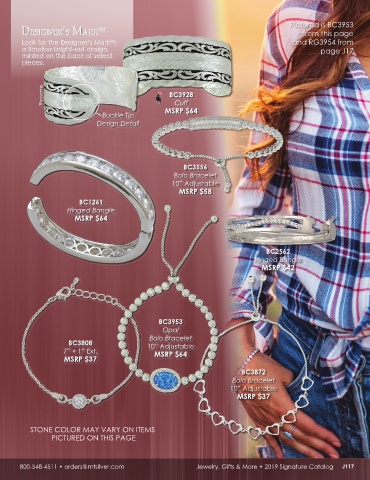 DESIGNER'S MARK™
Look for the Designer's Mark™,
a timeless bright-cut design,
minted on the back of select
pieces.
Pictured is BC3953
from this page
and RG3954 from
page J17
Buckle Tip
Design Detail
BC3928
Cuff
MSRP $64
BC3556
Bolo Bracelet
10" Adjustable
MSRP $58
BC1261
Hinged Bangle
MSRP $64
BC2562
Hinged Bangle
MSRP $42
BC3953
Opal
Bolo Bracelet
10" Adjustable
MSRP $64
BC3808
7" + 1" Ext.
MSRP $37
BC3872
Bolo Bracelet
10" Adjustable
MSRP $37
STONE COLOR MAY VARY ON ITEMS
PICTURED ON THIS PAGE
800-548-4511 • orders@mtsilver.com
Jewelry, Gifts & More • 2019 Signature Catalog J117